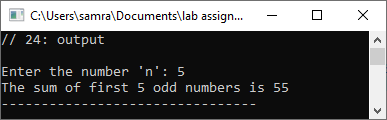 C:\Users\samra\Documents\lab assign...
// 24: output
Enter the number 'n': 5
The sum of first 5 odd numbers is 55
--------------------------------